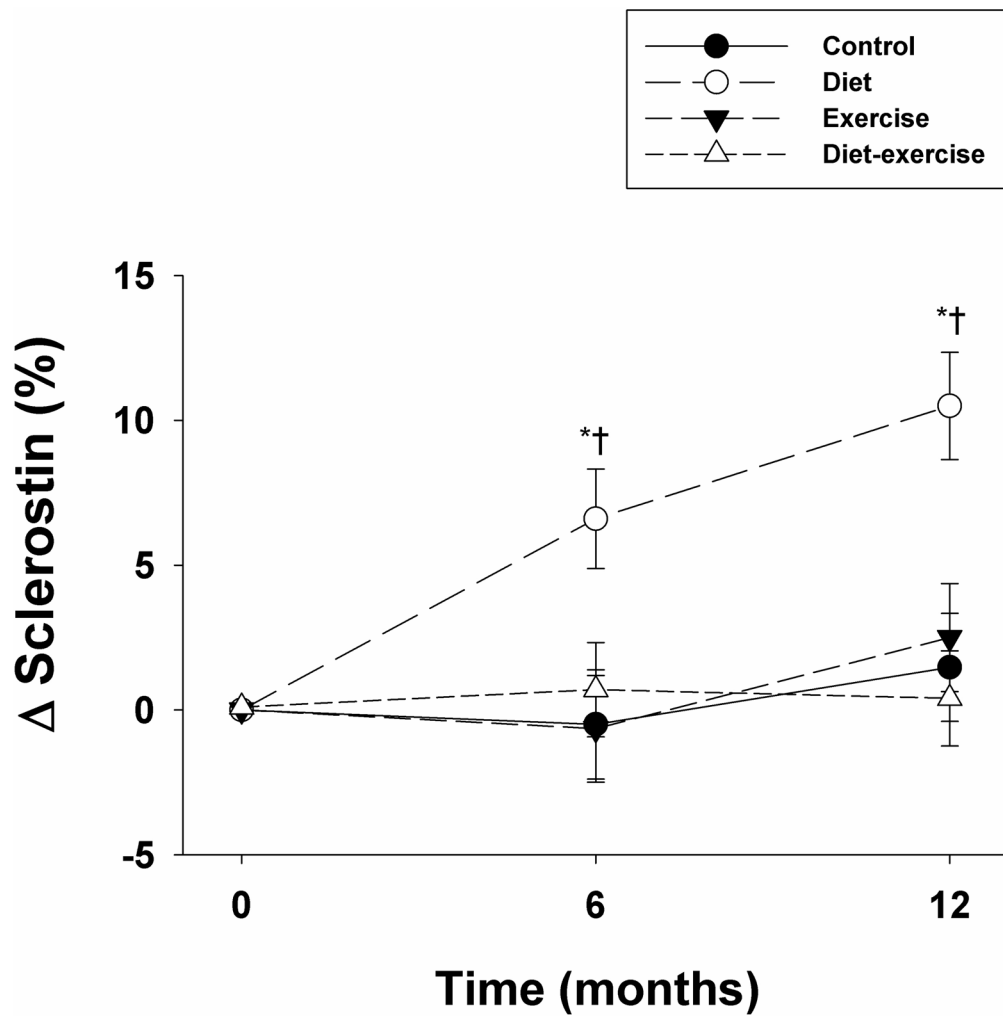 Control
Diet
Exercise
Diet-exercise
15
10
5
0
-5
Δ Sclerostin (%)
*†
*†
0
6
12
Time (months)